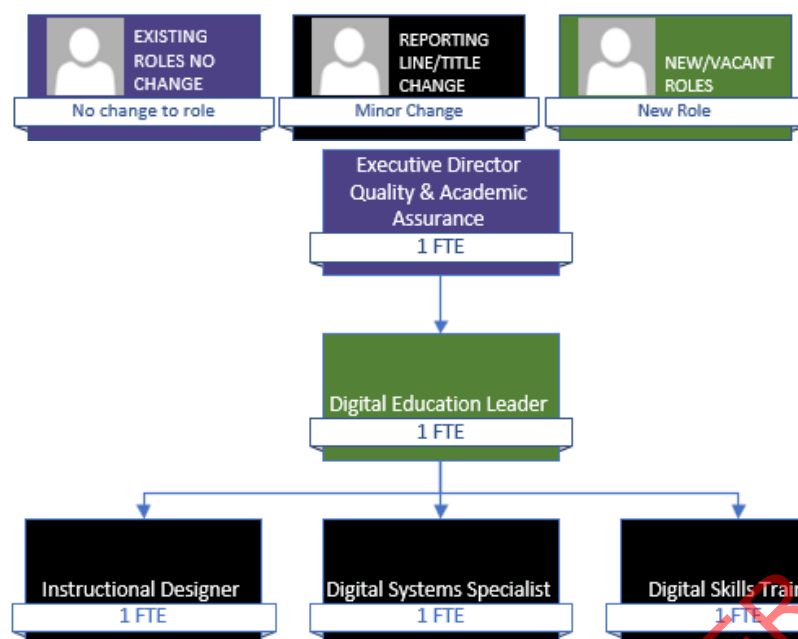 EXISTING
ROLES NO
CHANGE
No change to role
REPORTING
LINE/TITLE
CHANGE
Minor Change
NEW/VACANT
ROLES
New Role
Executive Director
Quality & Academic
Assurance
1 FTE
Digital Education Leader
1 FTE
Instructional Designer
1 FTE
Digital Systems Specialist
1 FTE
Digital Skills
1 FTE